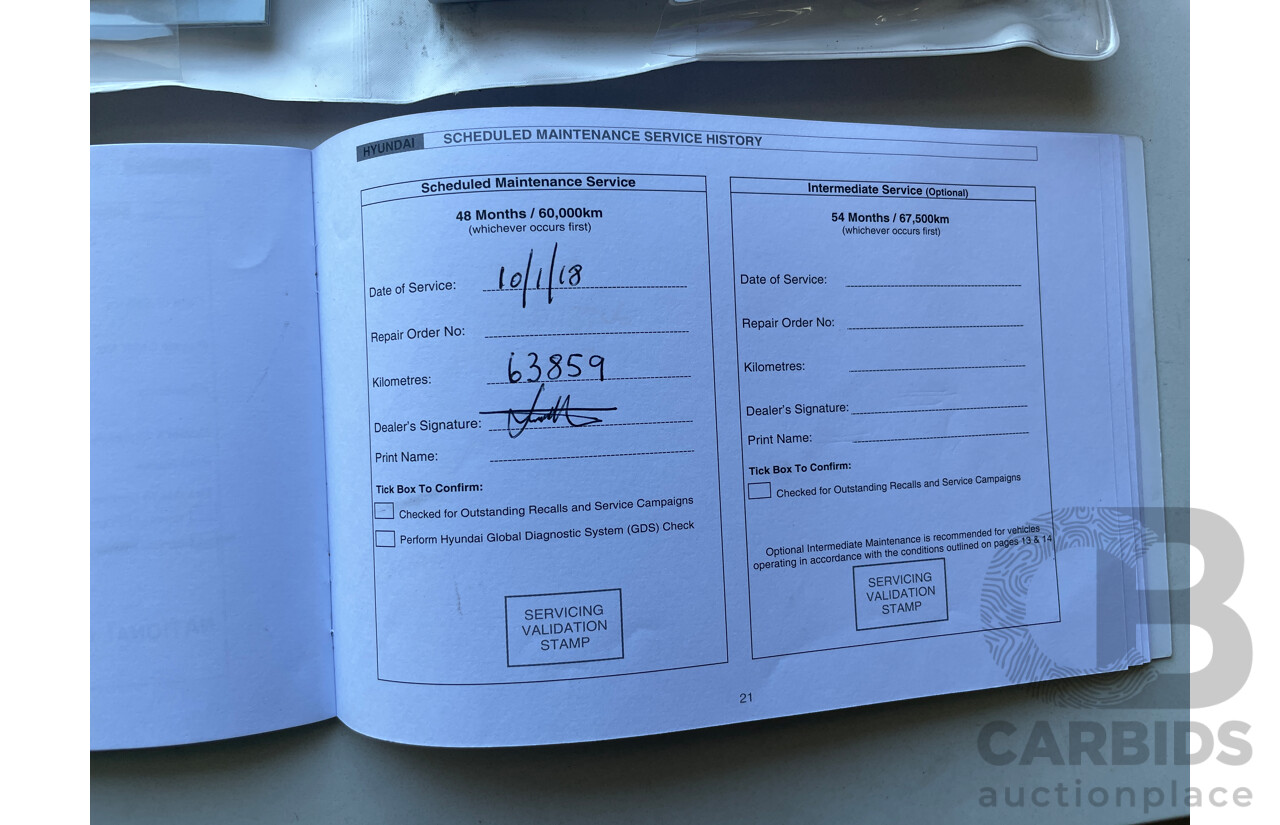 HYUNDAI SCHEDULED MAINTENANCE SERVICE HISTORY
Scheduled Maintenance Service
48 Months / 60,000km
(whichever occurs first)
Date of Service: 10/1/18
Repair Order No:
Kilometres: 63859
Dealer's Signature:
Print Name:
Tick Box To Confirm:
Checked for Outstanding Recalls and Service Campaigns
Perform Hyundai Global Diagnostic System (GDS) Check
SERVICING
VALIDATION
STAMP
Intermediate Service (Optional)
54 Months / 67,500km
(whichever occurs first)
Date of Service:
Repair Order No:
Kilometres:
Dealer's Signature:
Print Name:
Tick Box To Confirm:
Checked for Outstanding Recalls and Service Campaigns
Optional Intermediate Maintenance is recommended for vehicles
operating in accordance with the conditions outlined on pages 13 & 14
SERVICING
VALIDATION
STAMP
21
CB
CARBIDS
auctionplace